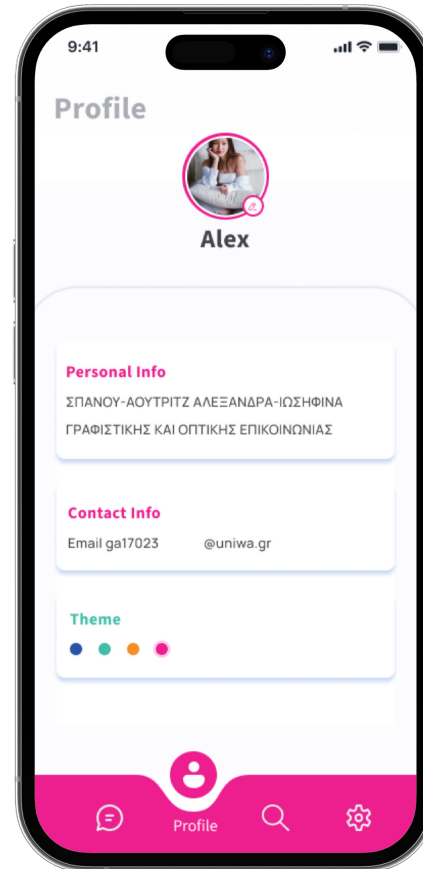 9:41
Profile
Alex
Personal Info
ΣΠΑΝΟΥ-ΑΟΥΤΡΙΤΖ ΑΛΕΞΑΝΔΡΑ-ΙΩΣΗΦΙΝΑ
ΓΡΑΦΙΣΤΙΚΗΣ ΚΑΙ ΟΠΤΙΚΗΣ ΕΠΙΚΟΙΝΩΝΙΑΣ
Contact Info
Email ga17023 @uniwa.gr
Theme
Profile